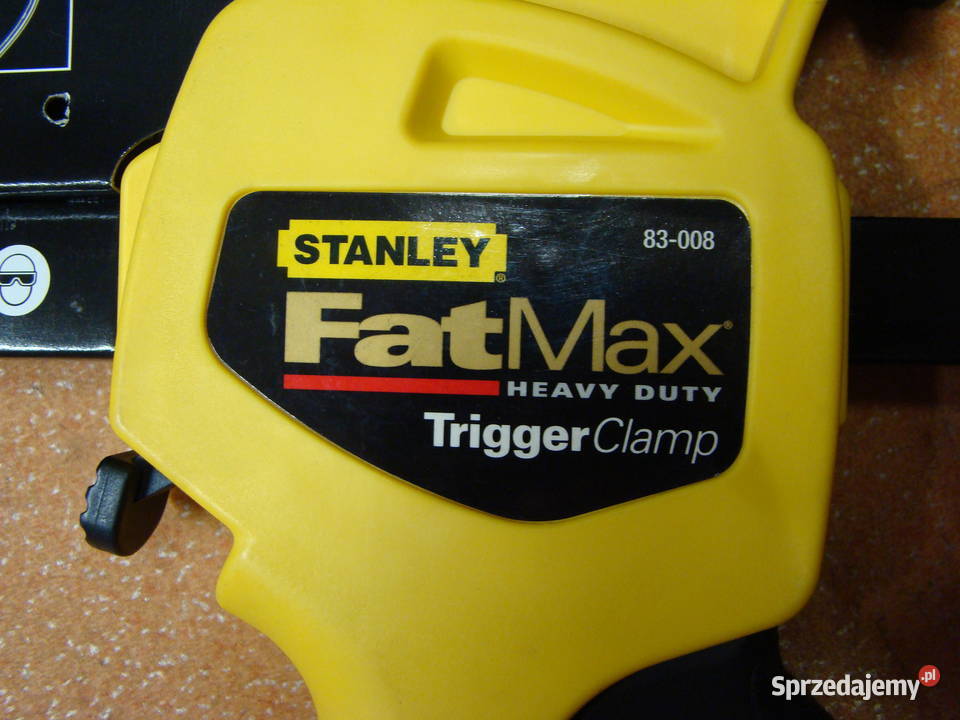 STANLEY®
83-008
FatMax®
HEAVY DUTY
TriggerClamp
Sprzedajemy.pl